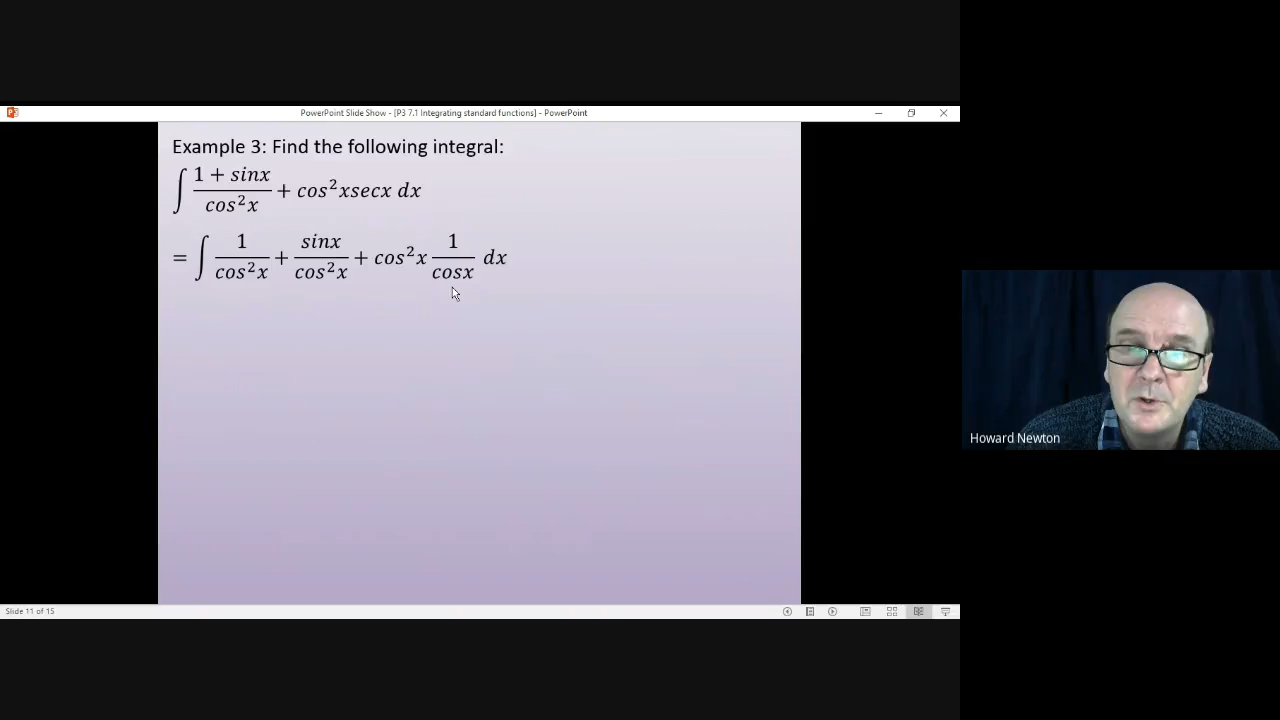 PowerPoint Slide Show - [P3 7.1 Integrating standard functions] - PowerPoint
Example 3: Find the following integral:
∫ (1 + sinx)/(cos²x) + cos²xsecx dx
= ∫ 1/(cos²x) + sinx/(cos²x) + cos²x 1/(cosx) dx
Howard Newton
Slide 11 of 15